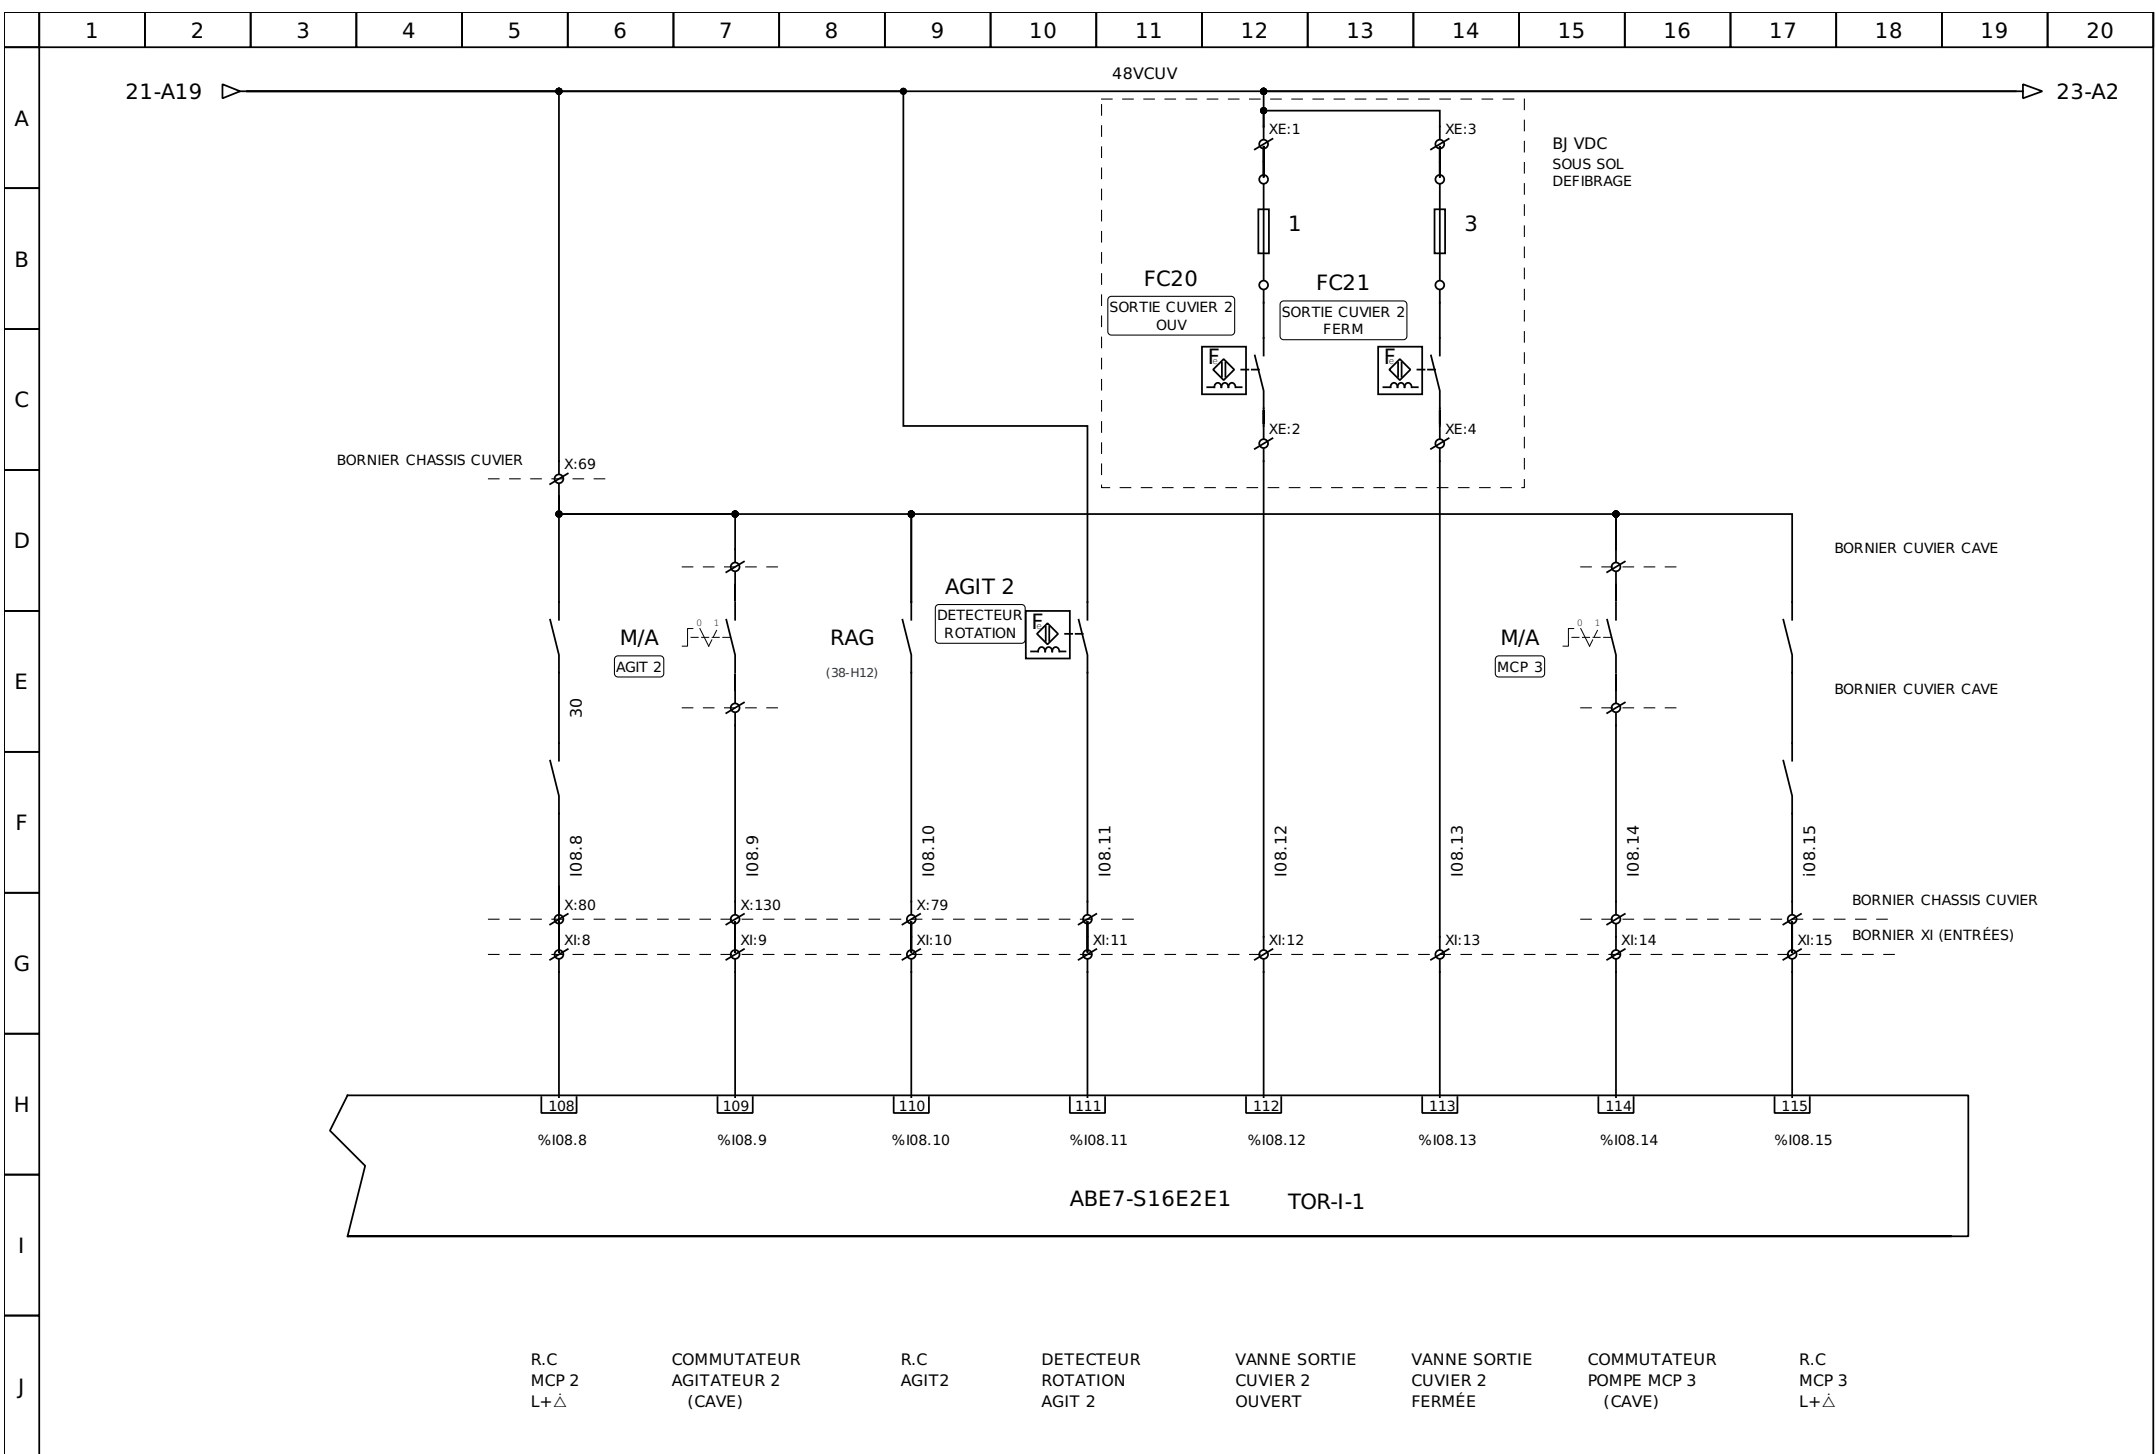 1 2 3 4 5 6 7 8 9 10 11 12 13 14 15 16 17 18 19 20
48VCUV
21-A19
23-A2
A
XE:1
XE:3
BJ VDC
SOUS SOL
DEFIBRAGE
1
3
B
FC20
FC21
SORTIE CUVIER 2
OUV
SORTIE CUVIER 2
FERM
Fe
Fe
C
XE:2
XE:4
BORNIER CHASSIS CUVIER
X:69
D
BORNIER CUVIER CAVE
AGIT 2
DETECTEUR
ROTATION
Fe
M/A
0 1
AGIT 2
RAG
(38-H12)
M/A
0 1
MCP 3
E
BORNIER CUVIER CAVE
30
F
I08.8
I08.9
I08.10
I08.11
I08.12
I08.13
I08.14
i08.15
X:80
X:130
X:79
BORNIER CHASSIS CUVIER
XI:8
XI:9
XI:10
XI:11
XI:12
XI:13
XI:14
XI:15
BORNIER XI (ENTRÉES)
G
H
108
109
110
111
112
113
114
115
%I08.8
%I08.9
%I08.10
%I08.11
%I08.12
%I08.13
%I08.14
%I08.15
ABE7-S16E2E1
TOR-I-1
I
J
R.C
MCP 2
L+△
COMMUTATEUR
AGITATEUR 2
(CAVE)
R.C
AGIT2
DETECTEUR
ROTATION
AGIT 2
VANNE SORTIE
CUVIER 2
OUVERT
VANNE SORTIE
CUVIER 2
FERMÉE
COMMUTATEUR
POMPE MCP 3
(CAVE)
R.C
MCP 3
L+△